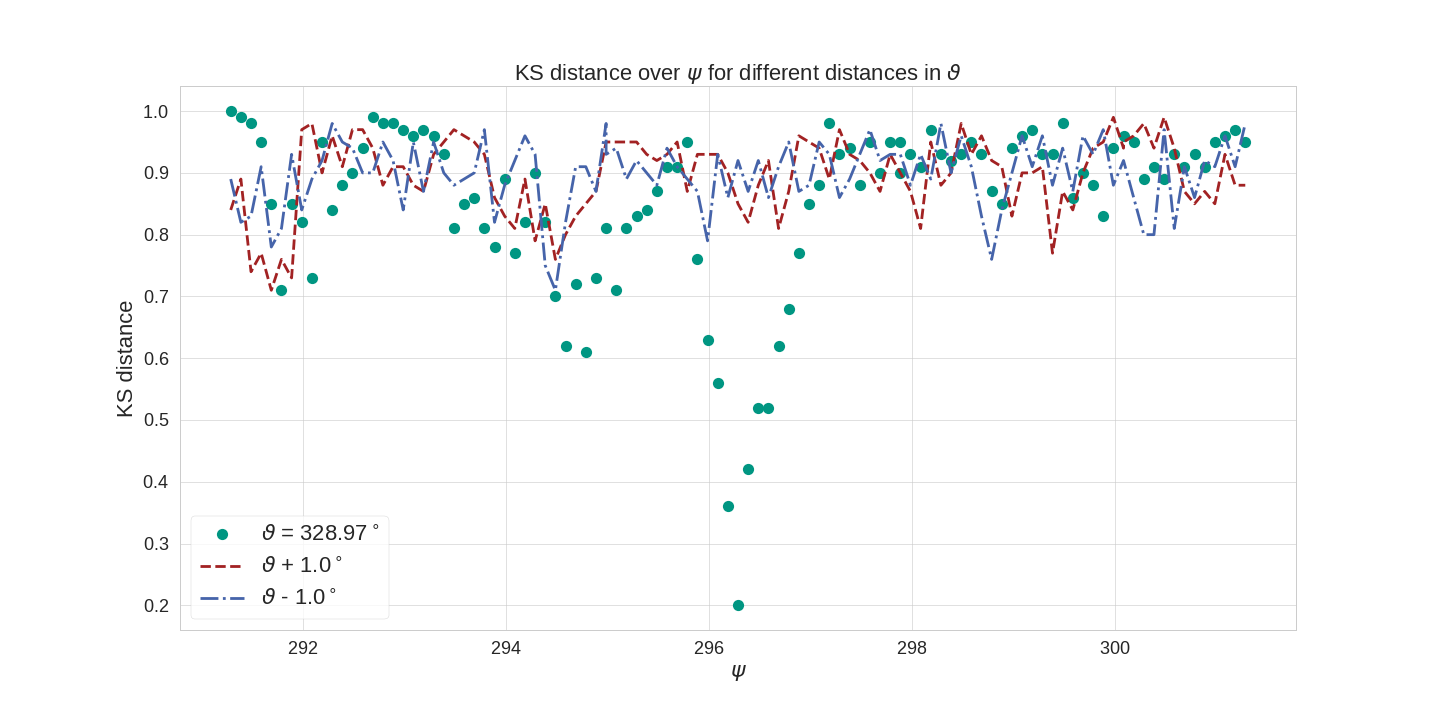 KS distance over ψ for different distances in ϑ
1.0
0.9
0.8
0.7
0.6
0.5
0.4
0.3
0.2
KS distance
ϑ = 328.97°
ϑ + 1.0°
ϑ - 1.0°
292 294 296 298 300
ψ